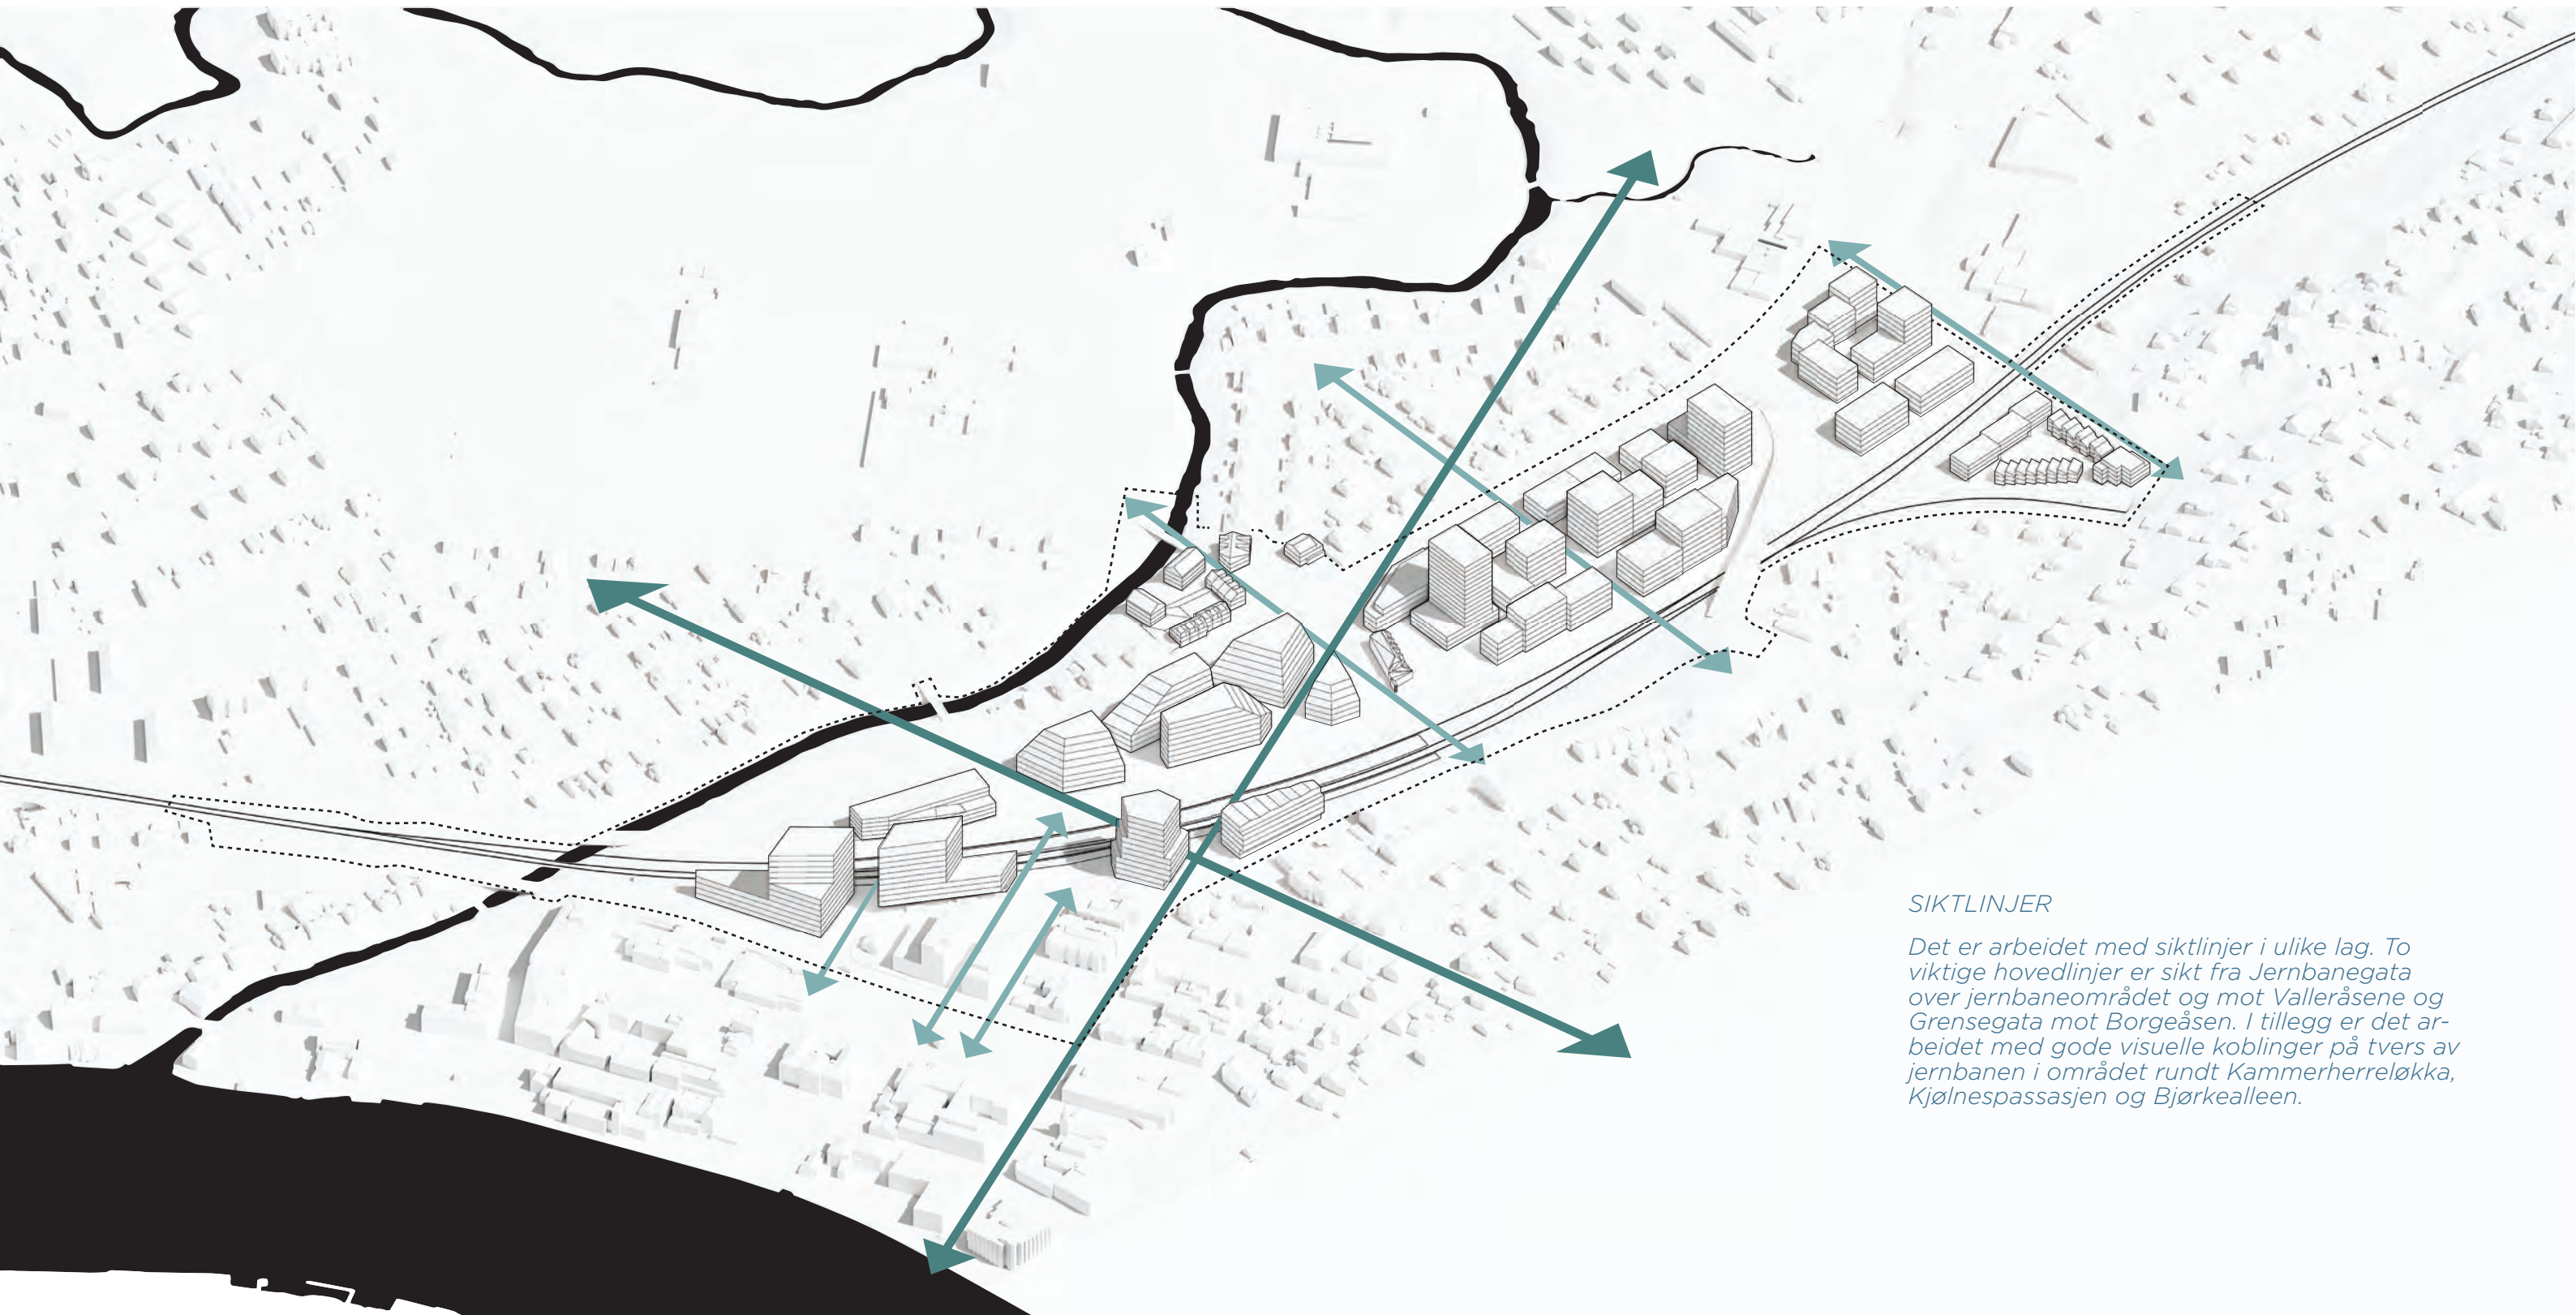 SIKTLINJER
Det er arbeidet med siktlinjer i ulike lag. To
viktige hovedlinjer er sikt fra Jernbanegata
over jernbaneområdet og mot Valleråsene og
Grensegata mot Borgeåsen. I tillegg er det ar-
beidet med gode visuelle koblinger på tvers av
jernbanen i området rundt Kammerherreløkka,
Kjølnespassasjen og Bjørkealleen.